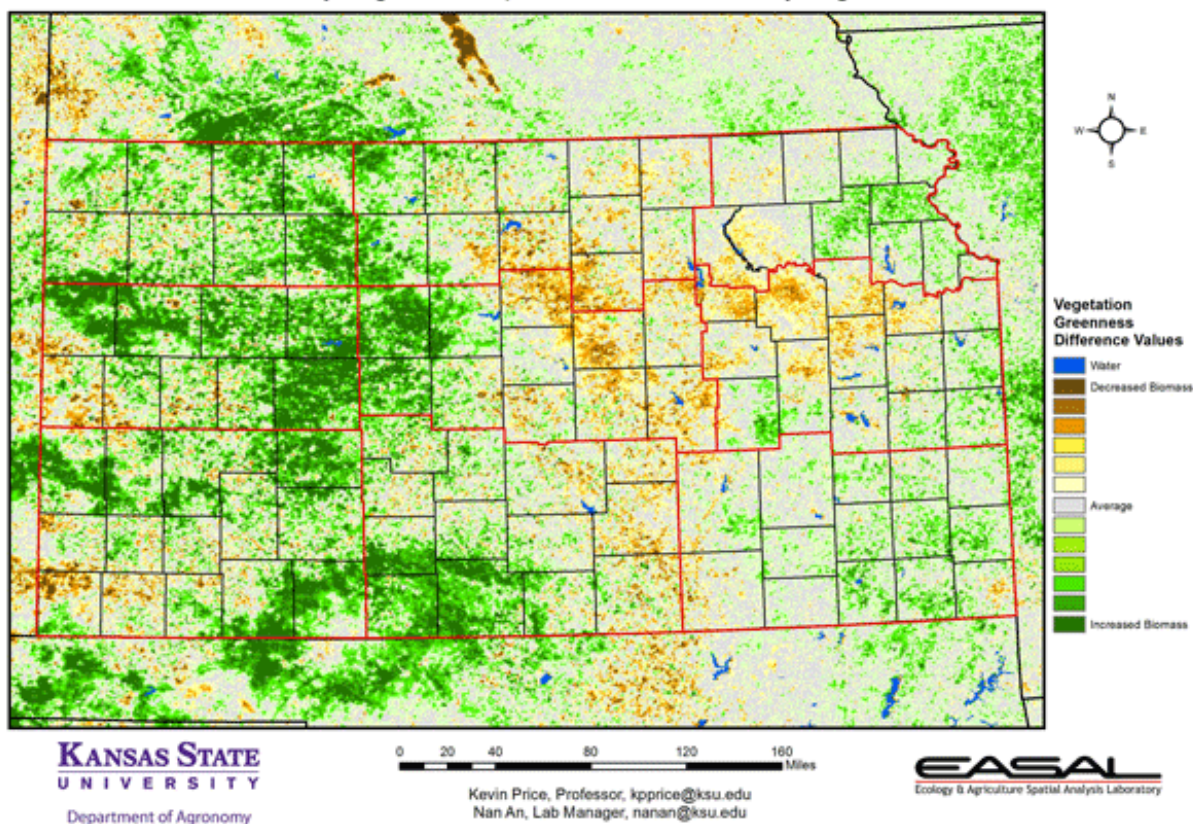 N
W
E
S
Vegetation
Greenness
Difference Values
Water
Decreased Biomass
Average
Increased Biomass
KANSAS STATE
UNIVERSITY
Department of Agronomy
0 20 40 80 120 160
Miles
Kevin Price, Professor, kpprice@ksu.edu
Nan An, Lab Manager, nanan@ksu.edu
EASAL
Ecology & Agriculture Spatial Analysis Laboratory